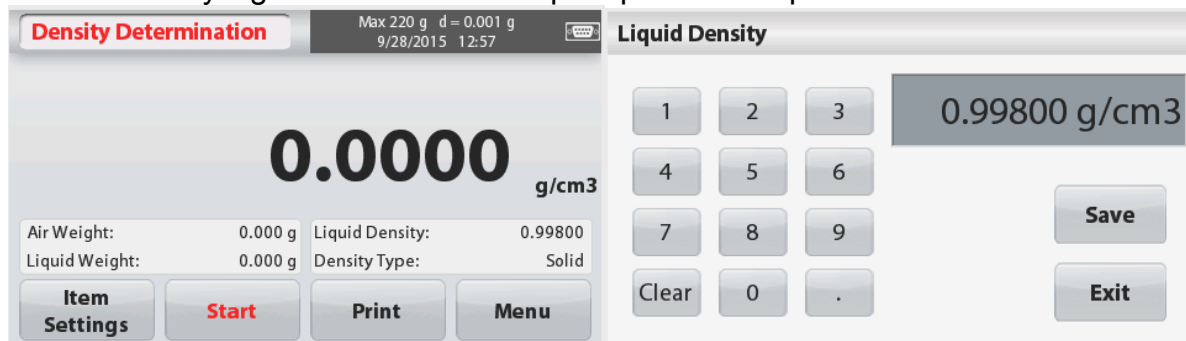 Density Determination
Max 220 g d = 0.001 g
9/28/2015 12:57
0.0000
g/cm3
Air Weight: 0.000 g
Liquid Weight: 0.000 g
Liquid Density: 0.99800
Density Type: Solid
Item
Settings
Start
Print
Menu
Liquid Density
0.99800 g/cm3
1 2 3
4 5 6
7 8 9
Clear 0 .
Save
Exit